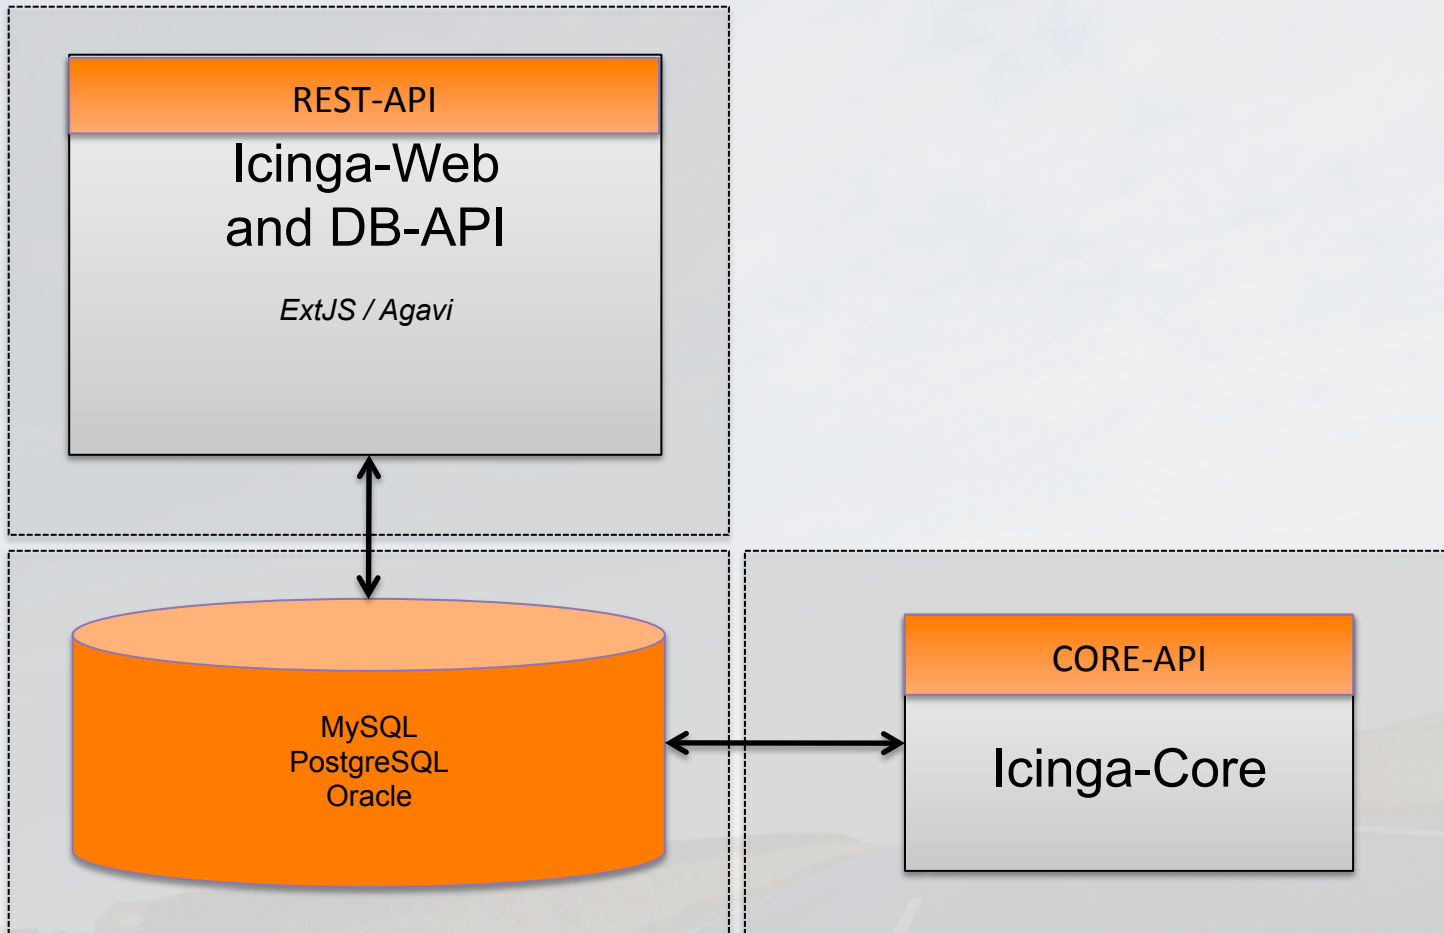 REST-API
Icinga-Web
and DB-API
ExtJS / Agavi
MySQL
PostgreSQL
Oracle
CORE-API
Icinga-Core